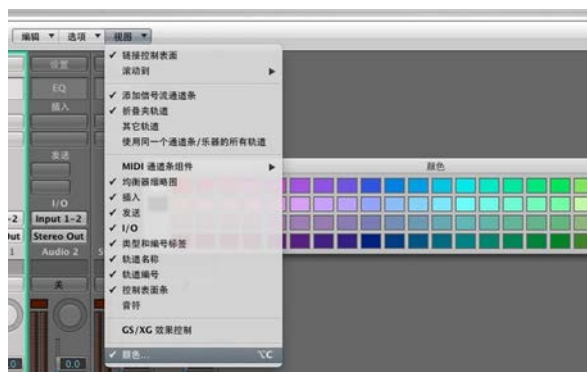 编辑 ▼ 选项 ▼ 视图 ▼
✓ 链接控制表面
滚动到 ▶
✓ 添加信号流通道条
✓ 折叠夹轨道
其它轨道
使用同一个通道条/乐器的所有轨道
MIDI 通道条组件 ▶
✓ 均衡器缩略图
✓ 插入
✓ 发送
✓ I/O
✓ 类型和编号标签
✓ 轨道名称
✓ 轨道编号
✓ 控制表面条
音符
GS/XG 效果控制
✓ 颜色... ⌥C
颜色
设置
EQ
插入
发送
I/O
Input 1-2
Stereo Out
Audio 2
关
0.0